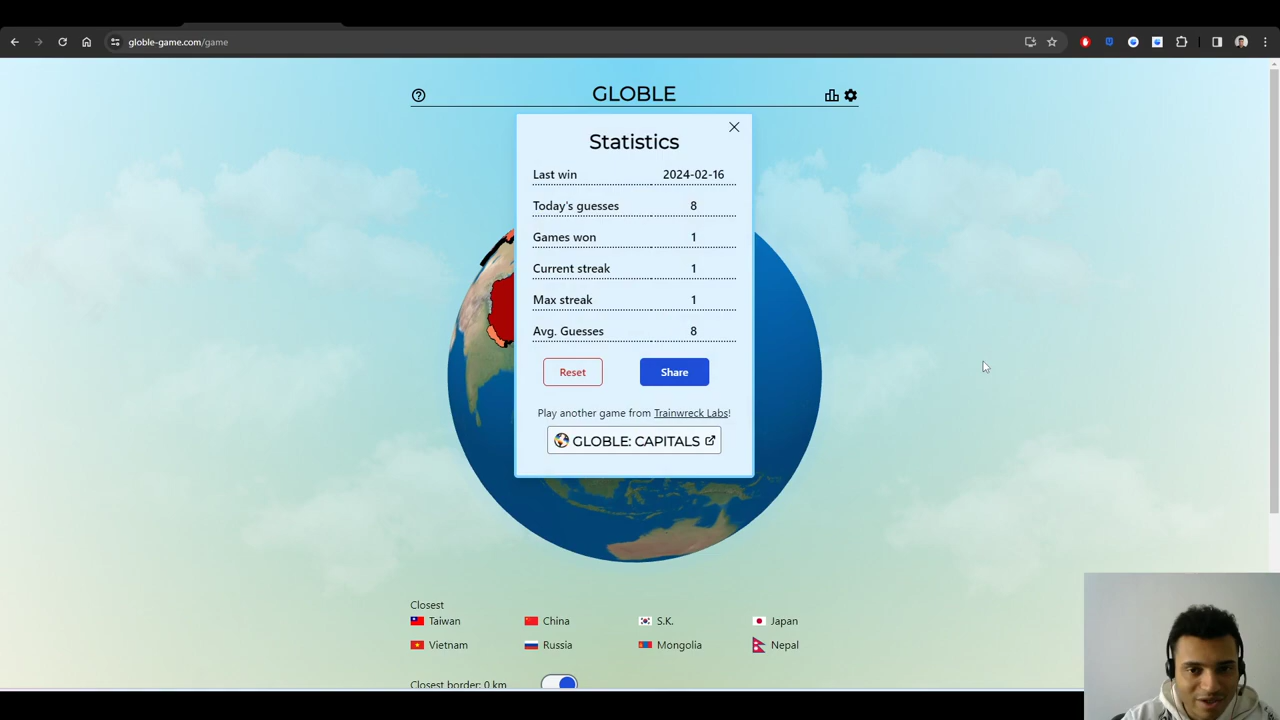 globle-game.com/game
GLOBLE
Statistics
Last win 2024-02-16
Today's guesses 8
Games won 1
Current streak 1
Max streak 1
Avg. Guesses 8
Reset Share
Play another game from Trainwreck Labs!
GLOBLE: CAPITALS
Closest
Taiwan China S.K. Japan
Vietnam Russia Mongolia Nepal
Closest border: 0 km